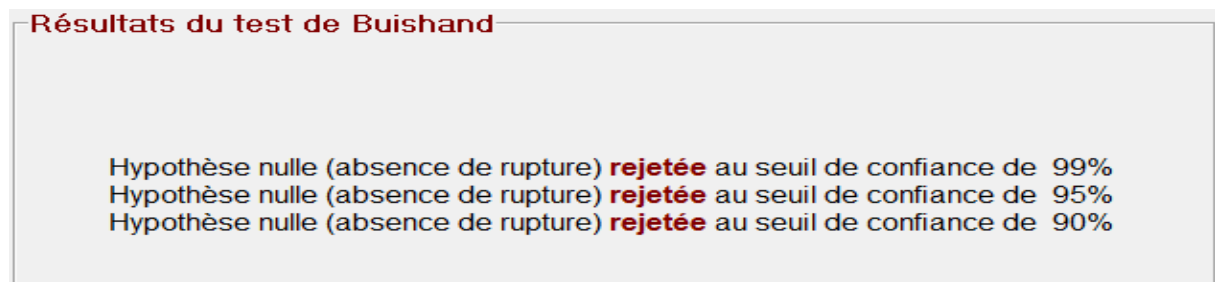 Résultats du test de Buishand
Hypothèse nulle (absence de rupture) rejetée au seuil de confiance de 99%
Hypothèse nulle (absence de rupture) rejetée au seuil de confiance de 95%
Hypothèse nulle (absence de rupture) rejetée au seuil de confiance de 90%